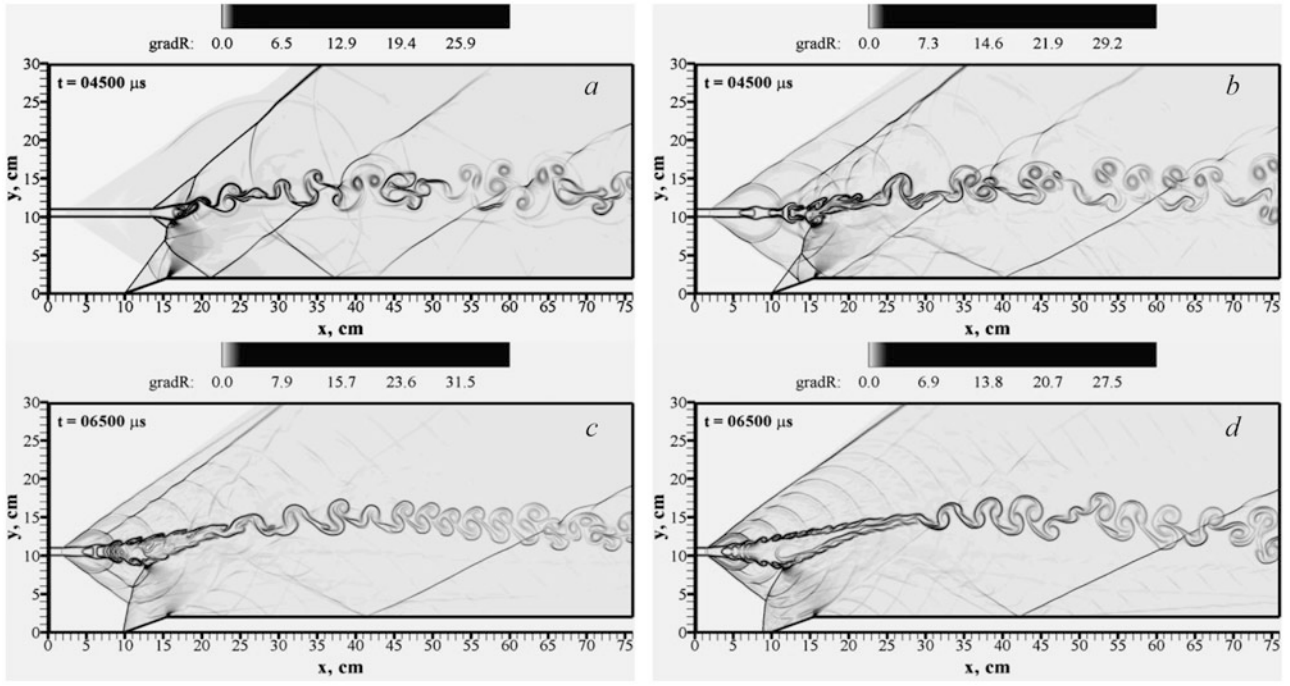 gradR: 0.0 6.5 12.9 19.4 25.9
30
25
20
15
10
5
0
y, cm
t = 04500 μs
a
0 5 10 15 20 25 30 35 40 45 50 55 60 65 70 75
x, cm
gradR: 0.0 7.3 14.6 21.9 29.2
30
25
20
15
10
5
0
y, cm
t = 04500 μs
b
0 5 10 15 20 25 30 35 40 45 50 55 60 65 70 75
x, cm
gradR: 0.0 7.9 15.7 23.6 31.5
30
25
20
15
10
5
0
y, cm
t = 06500 μs
c
0 5 10 15 20 25 30 35 40 45 50 55 60 65 70 75
x, cm
gradR: 0.0 6.9 13.8 20.7 27.5
30
25
20
15
10
5
0
y, cm
t = 06500 μs
d
0 5 10 15 20 25 30 35 40 45 50 55 60 65 70 75
x, cm